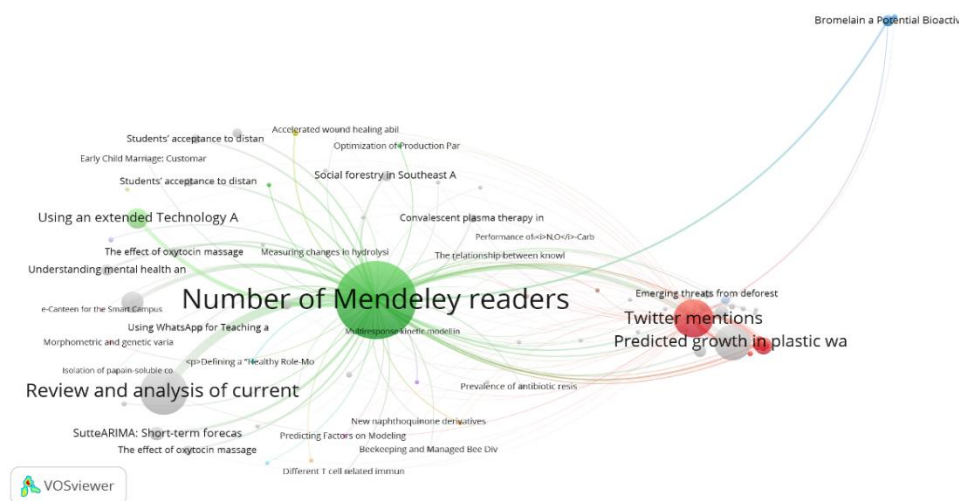 Bromelain a Potential Bioactiv
Accelerated wound healing abil
Students' acceptance to distan
Optimization of Production Par
Early Child Marriage: Customar
Social forestry in Southeast A
Students' acceptance to distan
Using an extended Technology A
Convalescent plasma therapy in
Performance of <i>N,O</i>-Carb
The effect of oxytocin massage
Measuring changes in hydrolysi
The relationship between knowl
Understanding mental health an
Emerging threats from deforest
Number of Mendeley readers
e-Canteen for the Smart Campus
Twitter mentions
Using WhatsApp for Teaching a
Multiresponse kinetic modellin
Predicted growth in plastic wa
Morphometric and genetic varia
<p>Defining a "Healthy Role-Mo
Isolation of papain-soluble co
Prevalence of antibiotic resis
Review and analysis of current
New naphthoquinone derivatives
SutteARIMA: Short-term forecas
Predicting Factors on Modeling
The effect of oxytocin massage
Beekeeping and Managed Bee Div
Different T cell related immun
VOSviewer